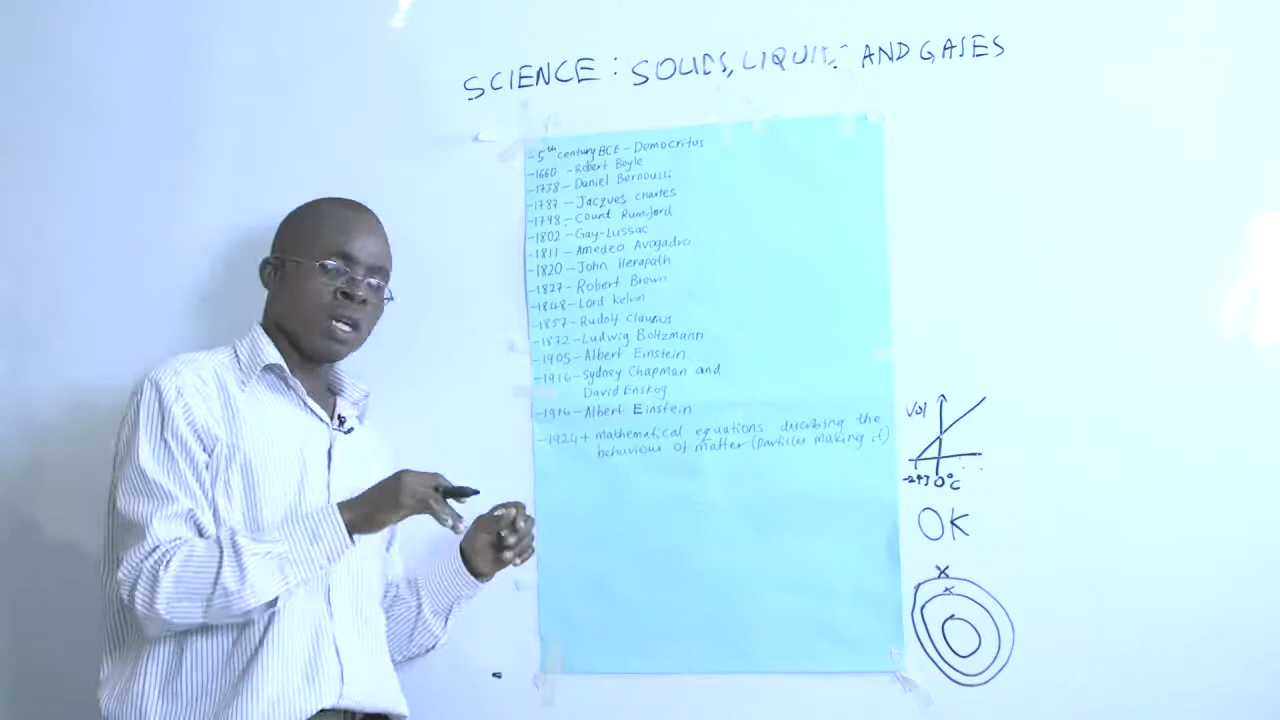 SCIENCE : SOLIDS, LIQUIDS AND GASES
-5th century BCE - Democritus
-1660 - Robert Boyle
-1738 - Daniel Bernoulli
-1787 - Jacques charles
-1798 - Count Rumford
-1802 - Gay-Lussac
-1811 - Amedeo Avogadro
-1820 - John Herapath
-1827 - Robert Brown
-1848 - Lord kelvin
-1857 - Rudolf Clausius
-1872 - Ludwig Boltzmann
-1905 - Albert Einstein
-1916 - Sydney Chapman and
David Enskog
-1916 - Albert Einstein
-1924 + mathematical equations describing the
behaviour of matter (particles making it)
Vol
-273 0°C
OK
X
X